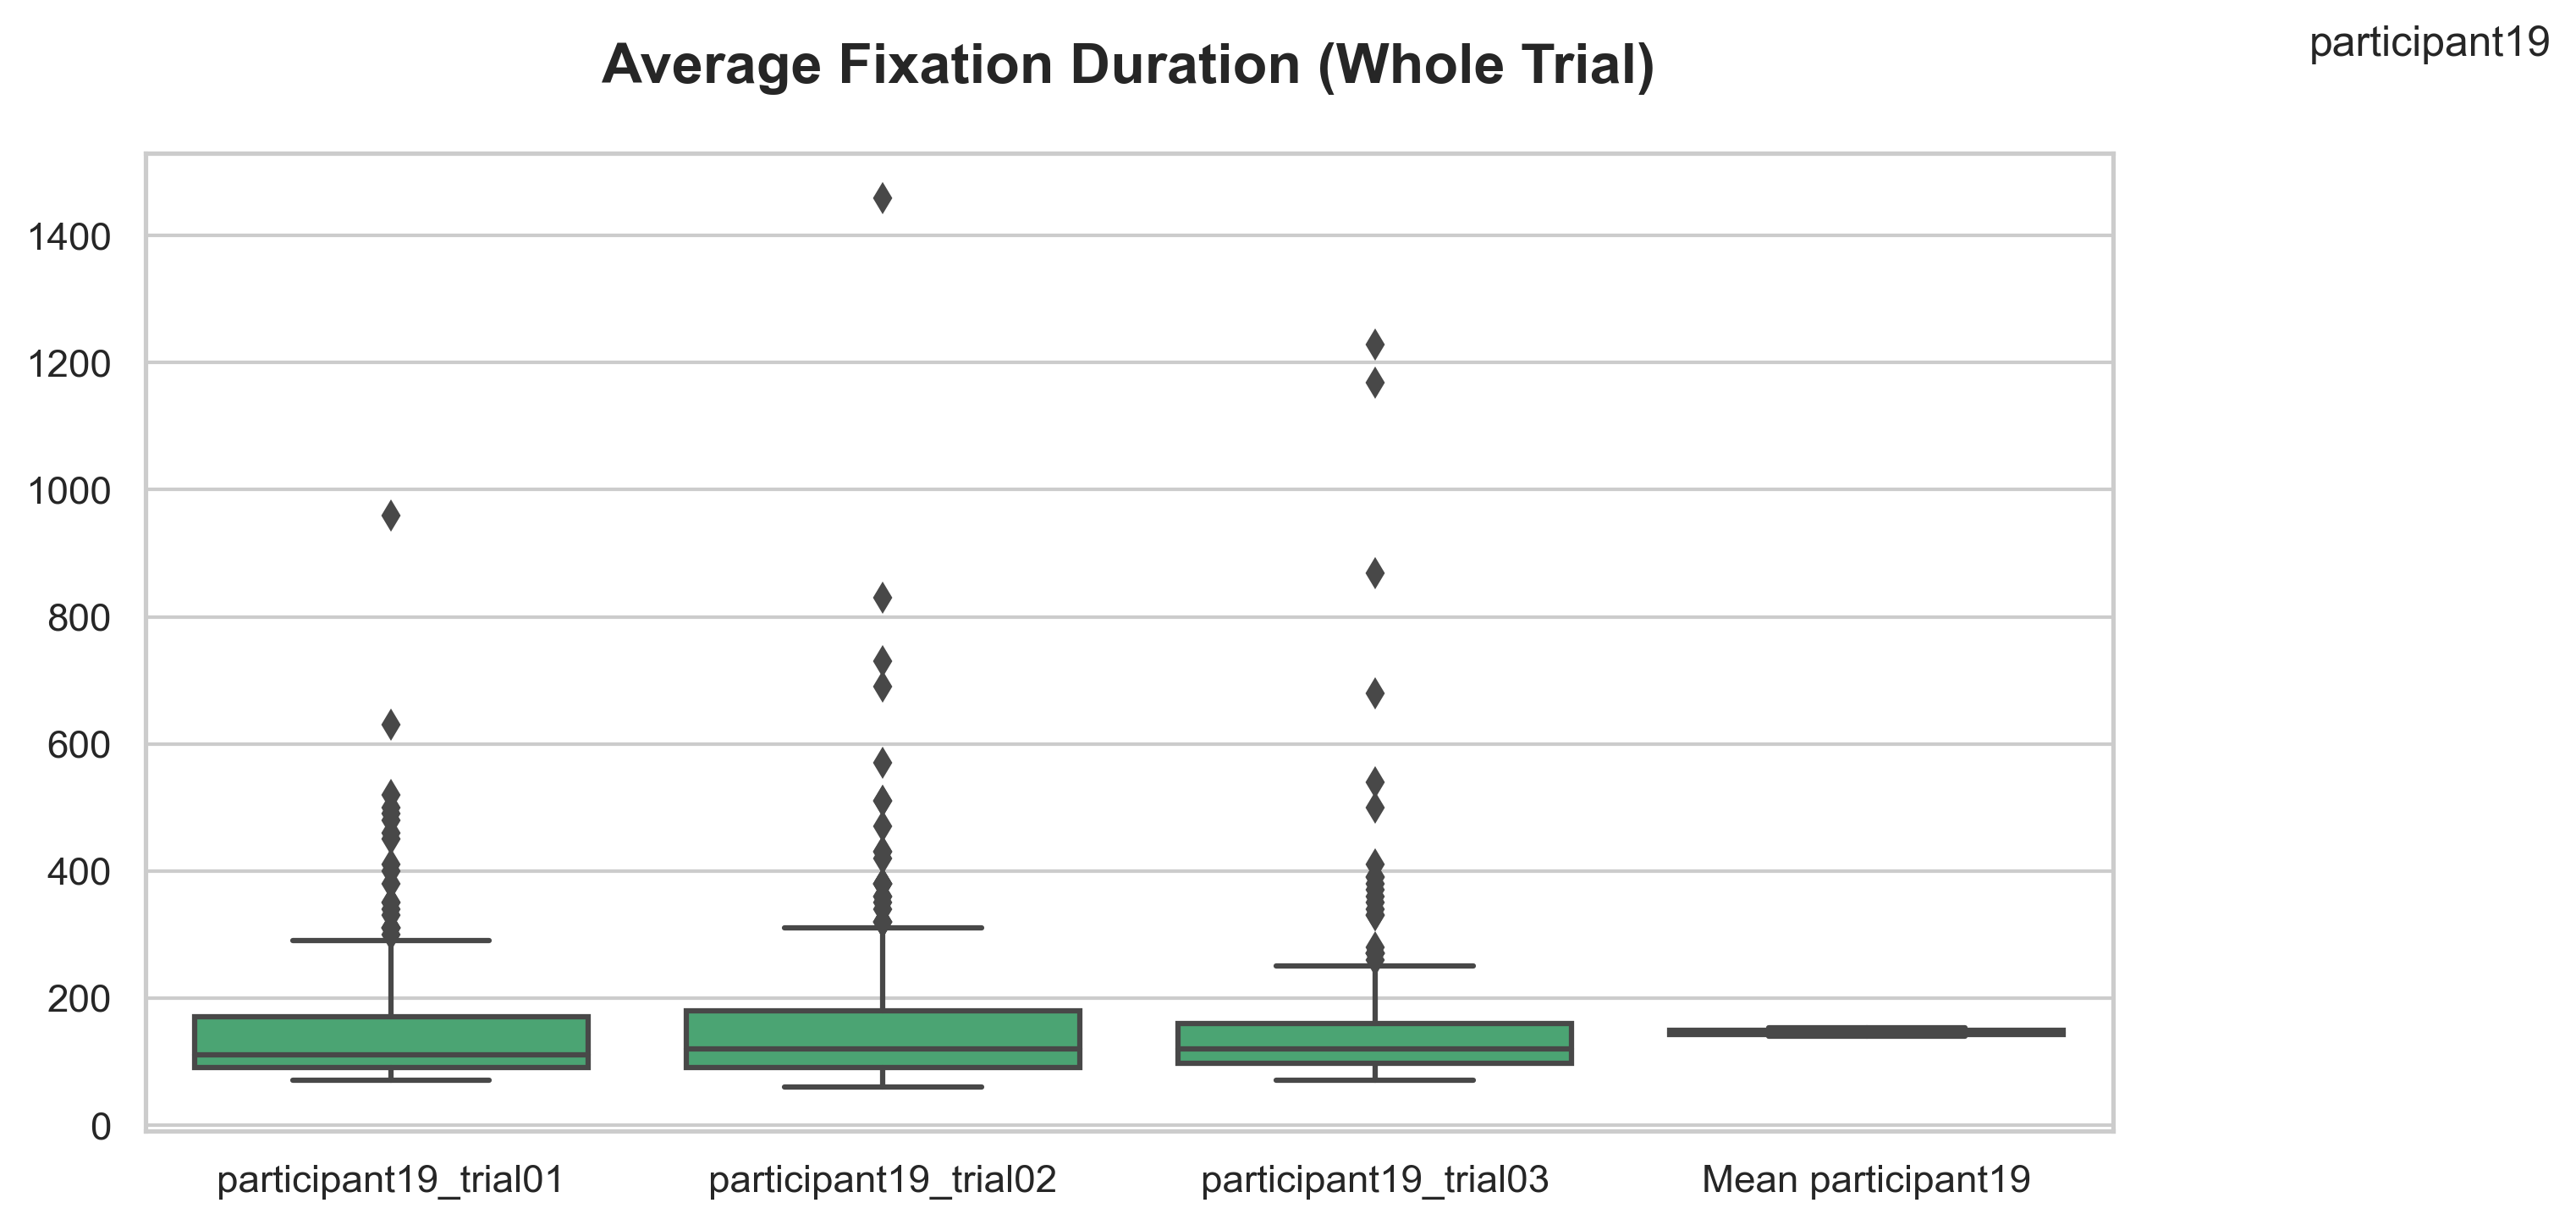 participant19
Average Fixation Duration (Whole Trial)
1400
1200
1000
800
600
400
200
0
participant19_trial01 participant19_trial02 participant19_trial03 Mean participant19